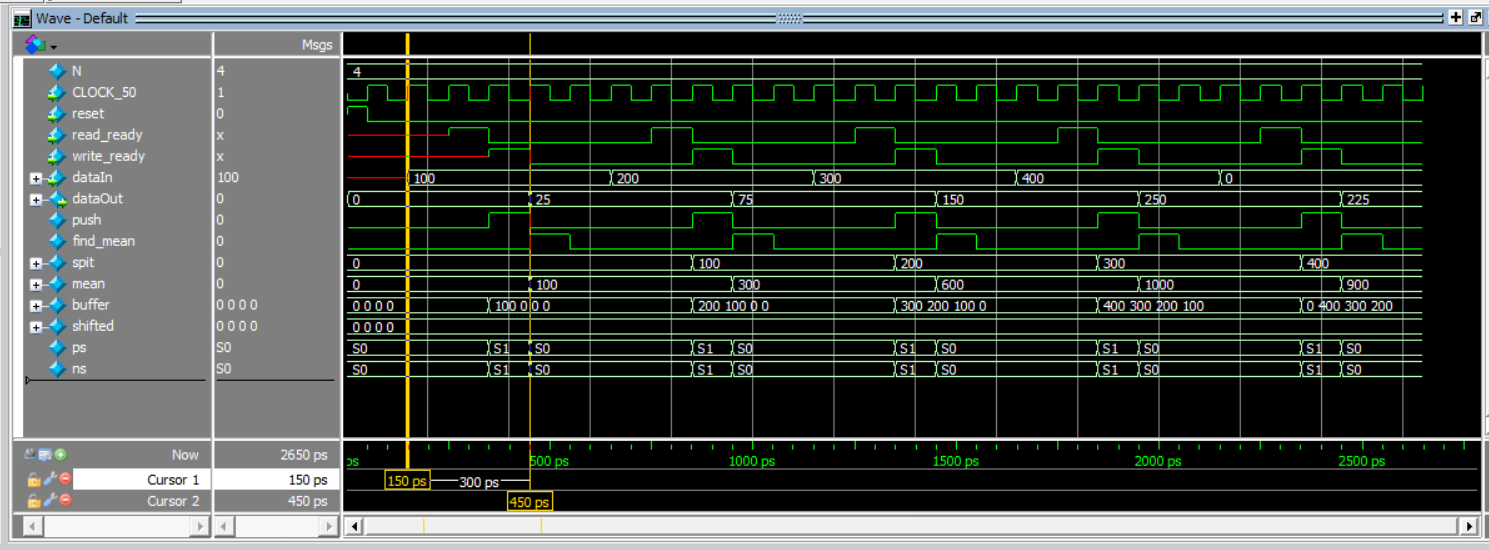 Wave - Default
Msgs
N 4 4
CLOCK_50 1
reset 0
read_ready x
write_ready x
dataIn 100 100 200 300 400 0
dataOut 0 0 25 75 150 250 225
push 0
find_mean 0
spit 0 0 100 200 300 400
mean 0 0 100 300 600 1000 900
buffer 0 0 0 0 0 0 0 0 100 0 0 0 200 100 0 0 300 200 100 0 400 300 200 100 0 400 300 200
shifted 0 0 0 0 0 0 0 0
ps S0 S0 S1 S0 S1 S0 S1 S0 S1 S0 S1 S0
ns S0 S0 S1 S0 S1 S0 S1 S0 S1 S0 S1 S0
Now 2650 ps ps 500 ps 1000 ps 1500 ps 2000 ps 2500 ps
Cursor 1 150 ps 150 ps 300 ps
Cursor 2 450 ps 450 ps